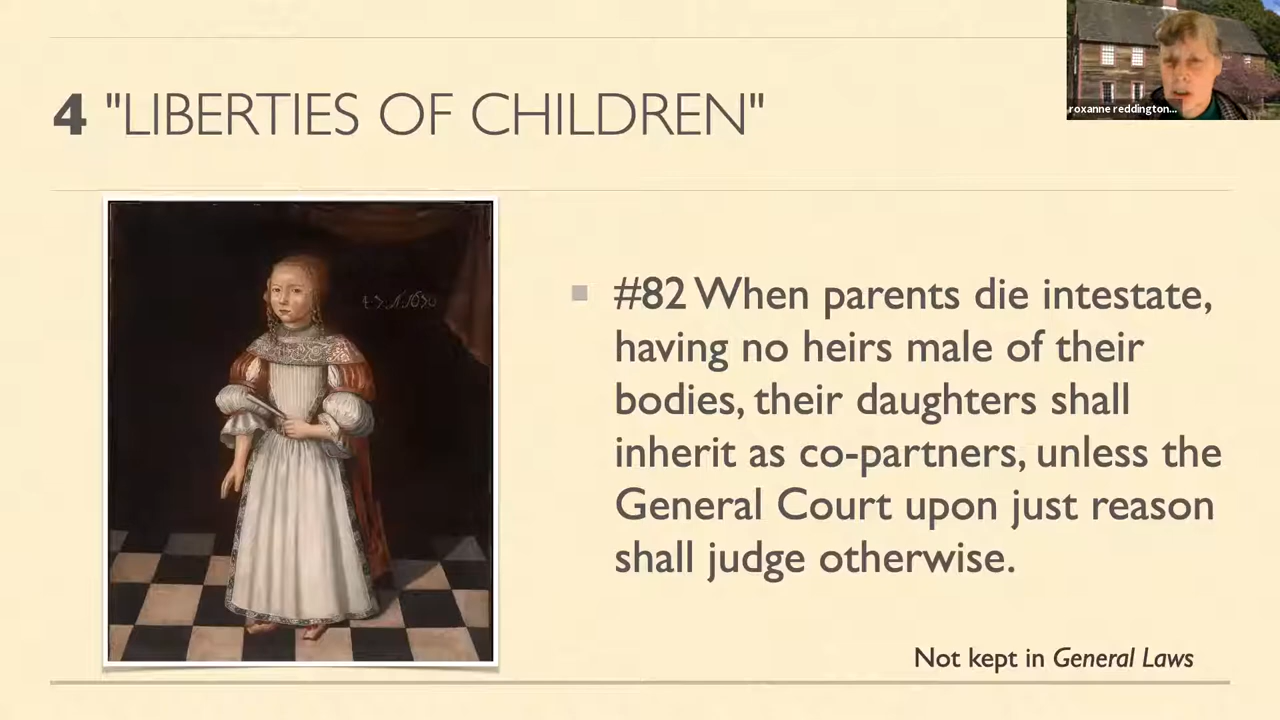 4 "LIBERTIES OF CHILDREN"
roxanne reddington...
#82 When parents die intestate,
having no heirs male of their
bodies, their daughters shall
inherit as co-partners, unless the
General Court upon just reason
shall judge otherwise.
Not kept in General Laws